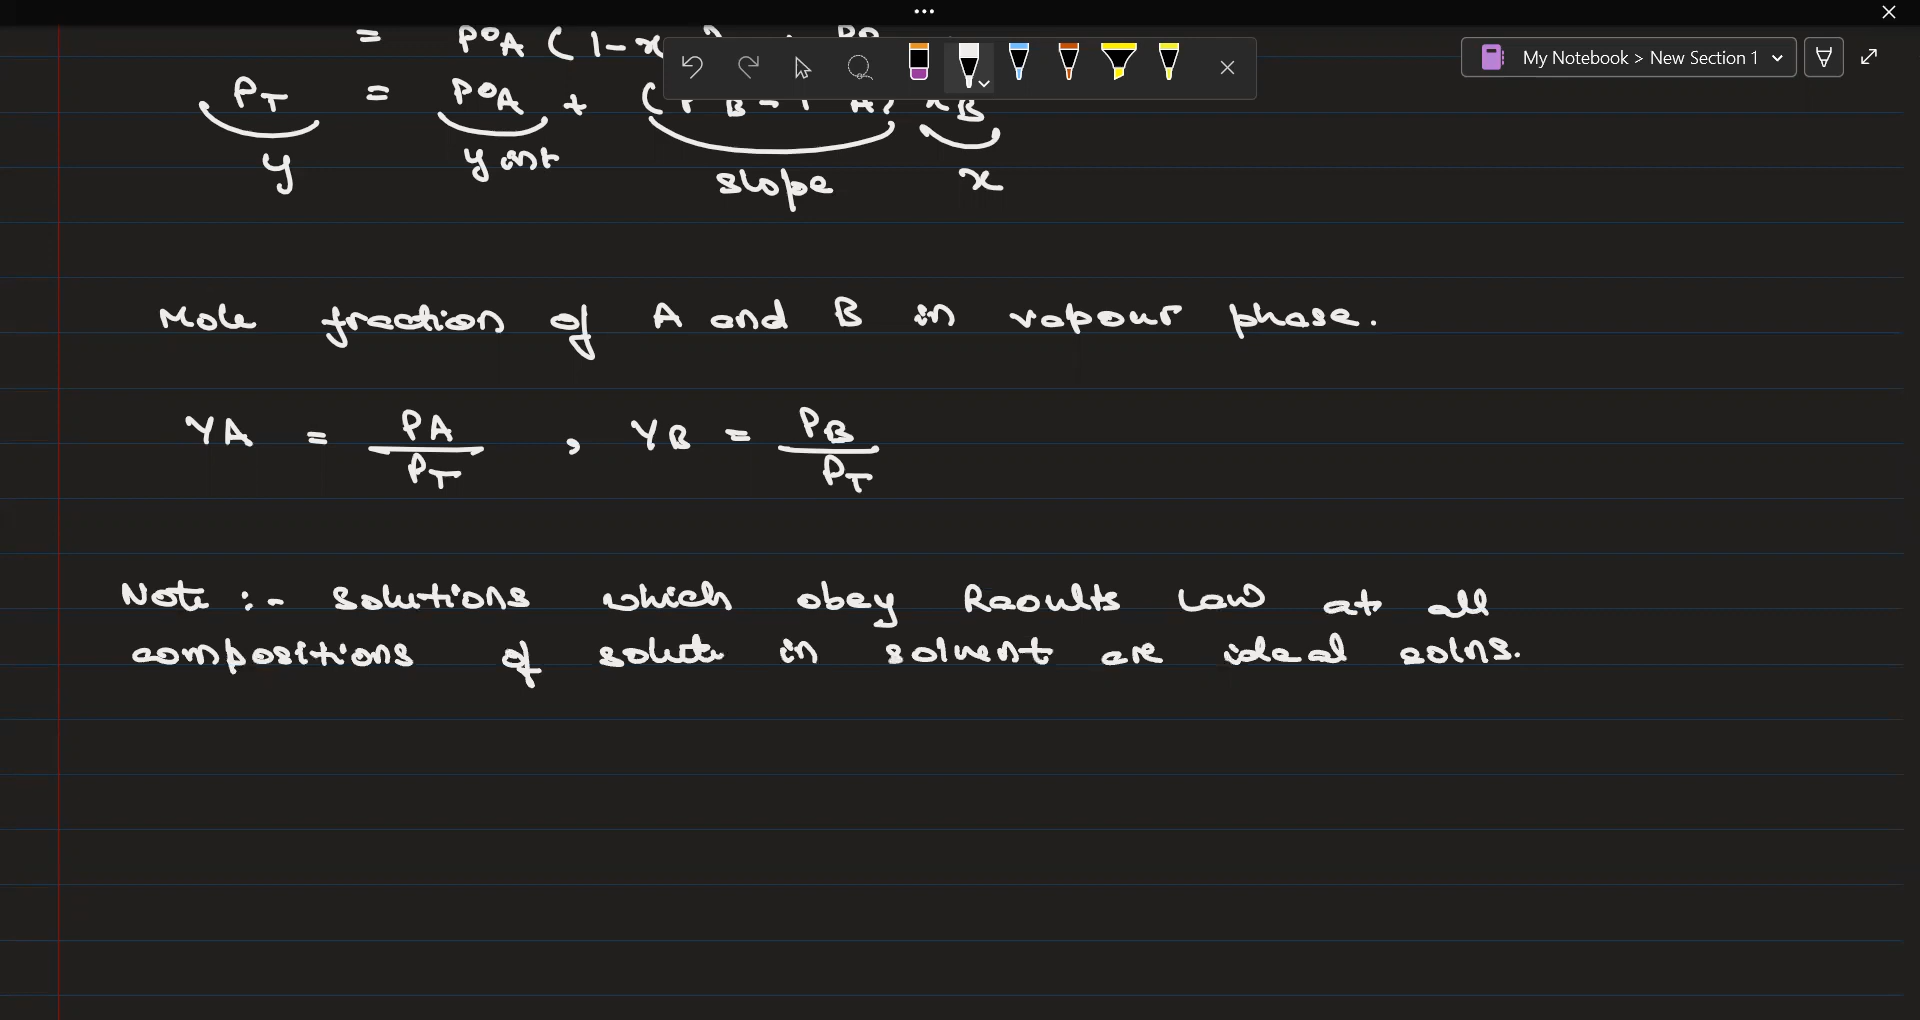 = P°A (1-x
My Notebook > New Section 1
PT = P°A + (P°B - P°A) xB
y y int slope x
Mole fraction of A and B in vapour phase.
YA = PA/PT , YB = PB/PT
Note :- solutions which obey Raoults Law at all
compositions of solute in solvent are ideal solns.